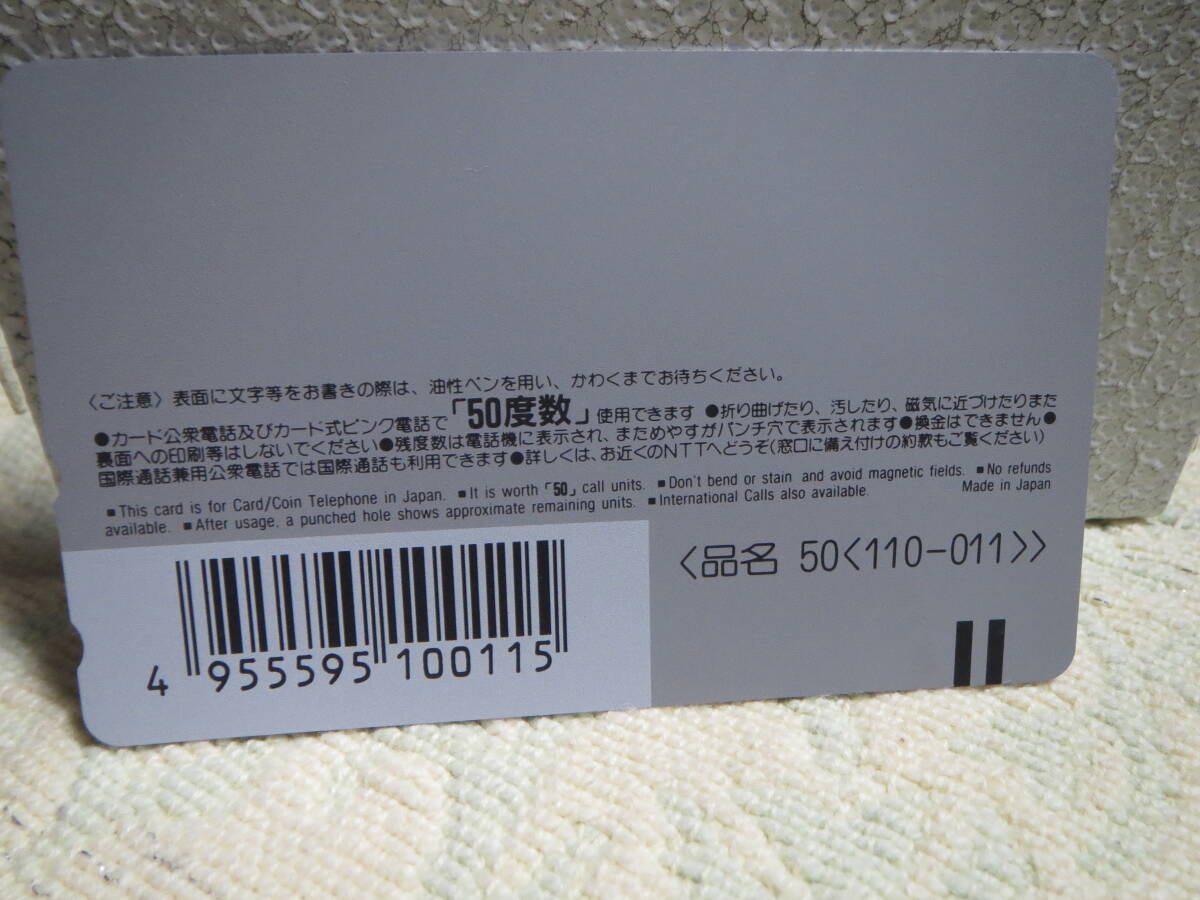 〈ご注意〉表面に文字等をお書きの際は、油性ペンを用い、かわくまでお待ちください。
●カード公衆電話及びカード式ピンク電話で「50度数」使用できます ●折り曲げたり、汚したり、磁気に近づけたりまた
裏面への印刷等はしないでください●残度数は電話機に表示され、まためやすがパンチ穴で表示されます●換金はできません●
国際通話兼用公衆電話では国際通話も利用できます●詳しくは、お近くのNTTへどうぞ(窓口に備え付けの約款もご覧ください)
■This card is for Card/Coin Telephone in Japan. ■It is worth「50」call units. ■Don't bend or stain and avoid magnetic fields. ■No refunds
available. ■After usage, a punched hole shows approximate remaining units. ■International Calls also available. Made in Japan
〈品名 50〈110-011〉〉
4 955595 100115